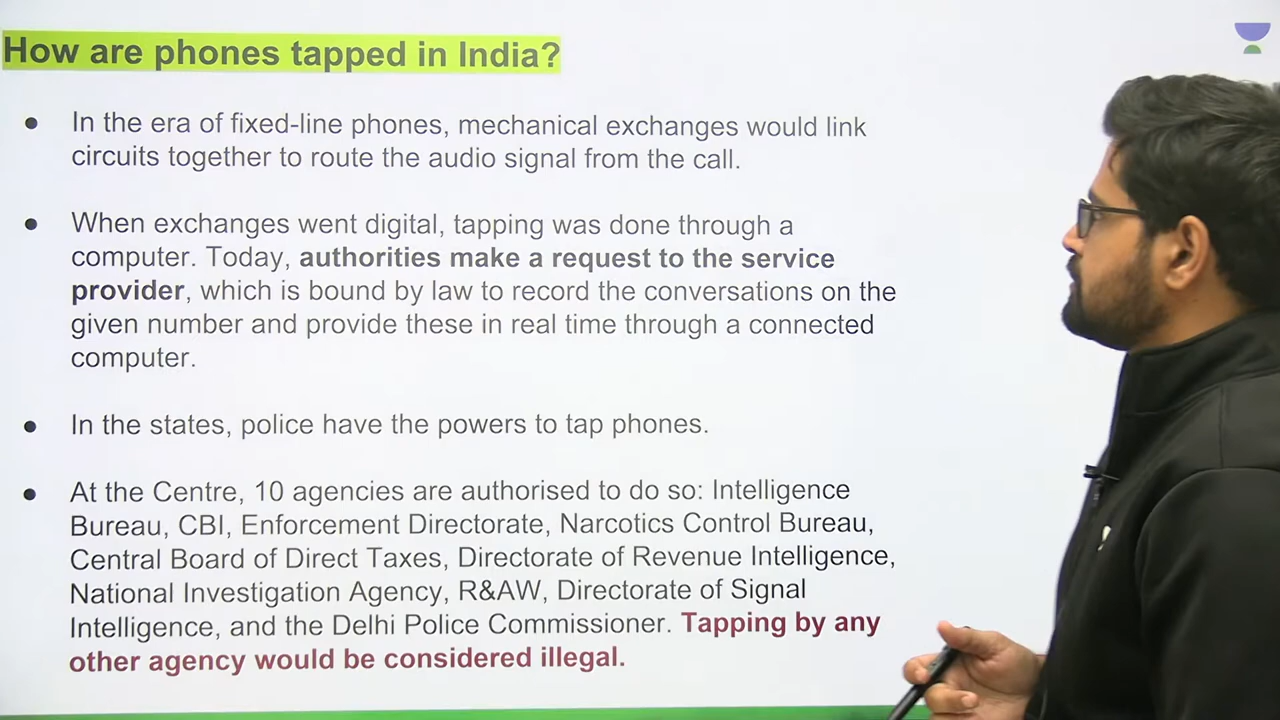 How are phones tapped in India?
● In the era of fixed-line phones, mechanical exchanges would link
circuits together to route the audio signal from the call.
● When exchanges went digital, tapping was done through a
computer. Today, authorities make a request to the service
provider, which is bound by law to record the conversations on the
given number and provide these in real time through a connected
computer.
● In the states, police have the powers to tap phones.
● At the Centre, 10 agencies are authorised to do so: Intelligence
Bureau, CBI, Enforcement Directorate, Narcotics Control Bureau,
Central Board of Direct Taxes, Directorate of Revenue Intelligence,
National Investigation Agency, R&AW, Directorate of Signal
Intelligence, and the Delhi Police Commissioner. Tapping by any
other agency would be considered illegal.